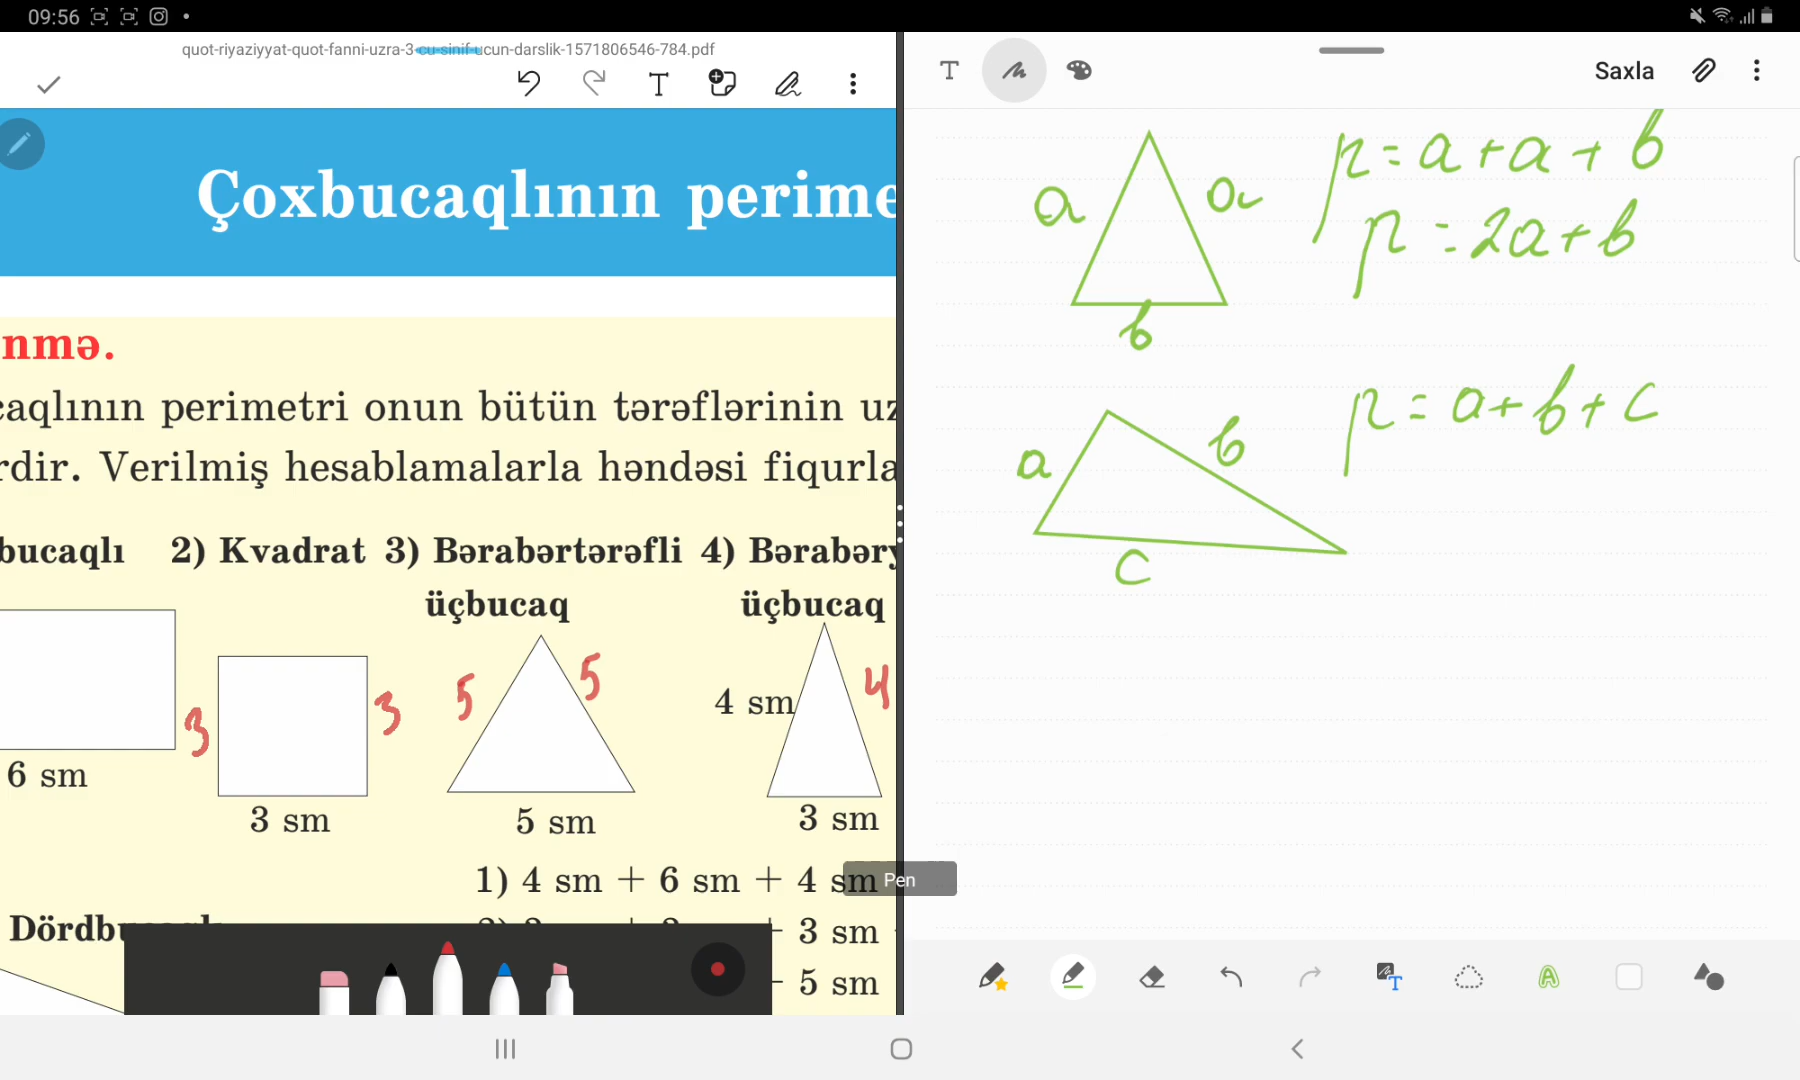 09:56
quot-riyaziyyat-quot-fanni-uzra-3-cu-sinif-ucun-darslik-1571806546-784.pdf
T
Çoxbucaqlının perime
nmə.
caqlının perimetri onun bütün tərəflərinin uz
rdir. Verilmiş hesablamalarla həndəsi fiqurla
bucaqlı 2) Kvadrat 3) Bərabərtərəfli 4) Bərabəry
üçbucaq üçbucaq
3 3 5 5 4 sm 4
6 sm
3 sm 5 sm 3 sm
1) 4 sm + 6 sm + 4 sm
3 sm
5 sm
Pen
T
Saxla
a a
b
p = a + a + b
p = 2a + b
a b
c
p = a + b + c